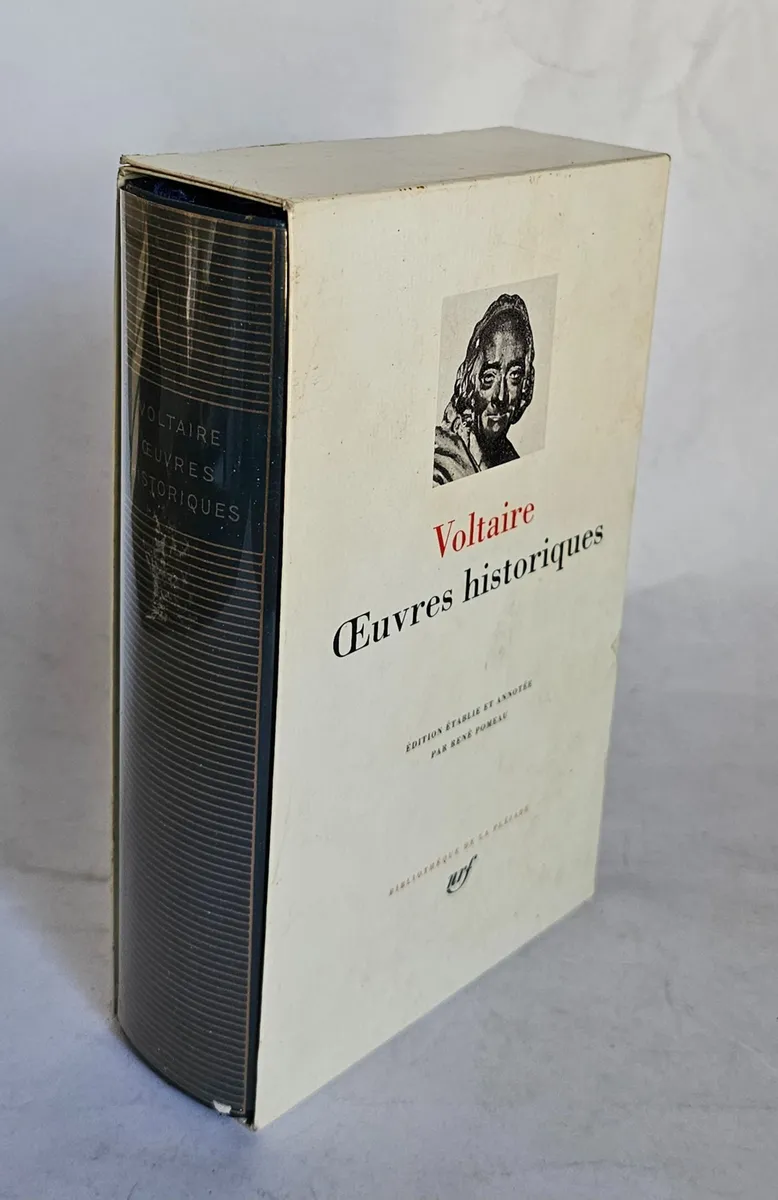 VOLTAIRE
ŒUVRES
HISTORIQUES
Voltaire
Œuvres historiques
ÉDITION ÉTABLIE ET ANNOTÉE
PAR RENÉ POMEAU
BIBLIOTHÈQUE DE LA PLÉIADE
nrf